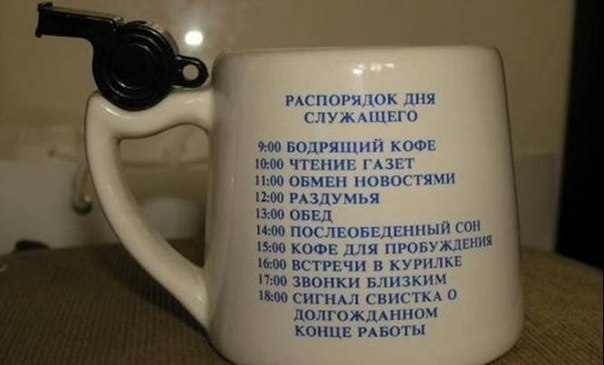 РАСПОРЯДОК ДНЯ
СЛУЖАЩЕГО
9:00 БОДРЯЩИЙ КОФЕ
10:00 ЧТЕНИЕ ГАЗЕТ
11:00 ОБМЕН НОВОСТЯМИ
12:00 РАЗДУМЬЯ
13:00 ОБЕД
14:00 ПОСЛЕОБЕДЕННЫЙ СОН
15:00 КОФЕ ДЛЯ ПРОБУЖДЕНИЯ
16:00 ВСТРЕЧИ В КУРИЛКЕ
17:00 ЗВОНКИ БЛИЗКИМ
18:00 СИГНАЛ СВИСТКА О
ДОЛГОЖДАННОМ
КОНЦЕ РАБОТЫ